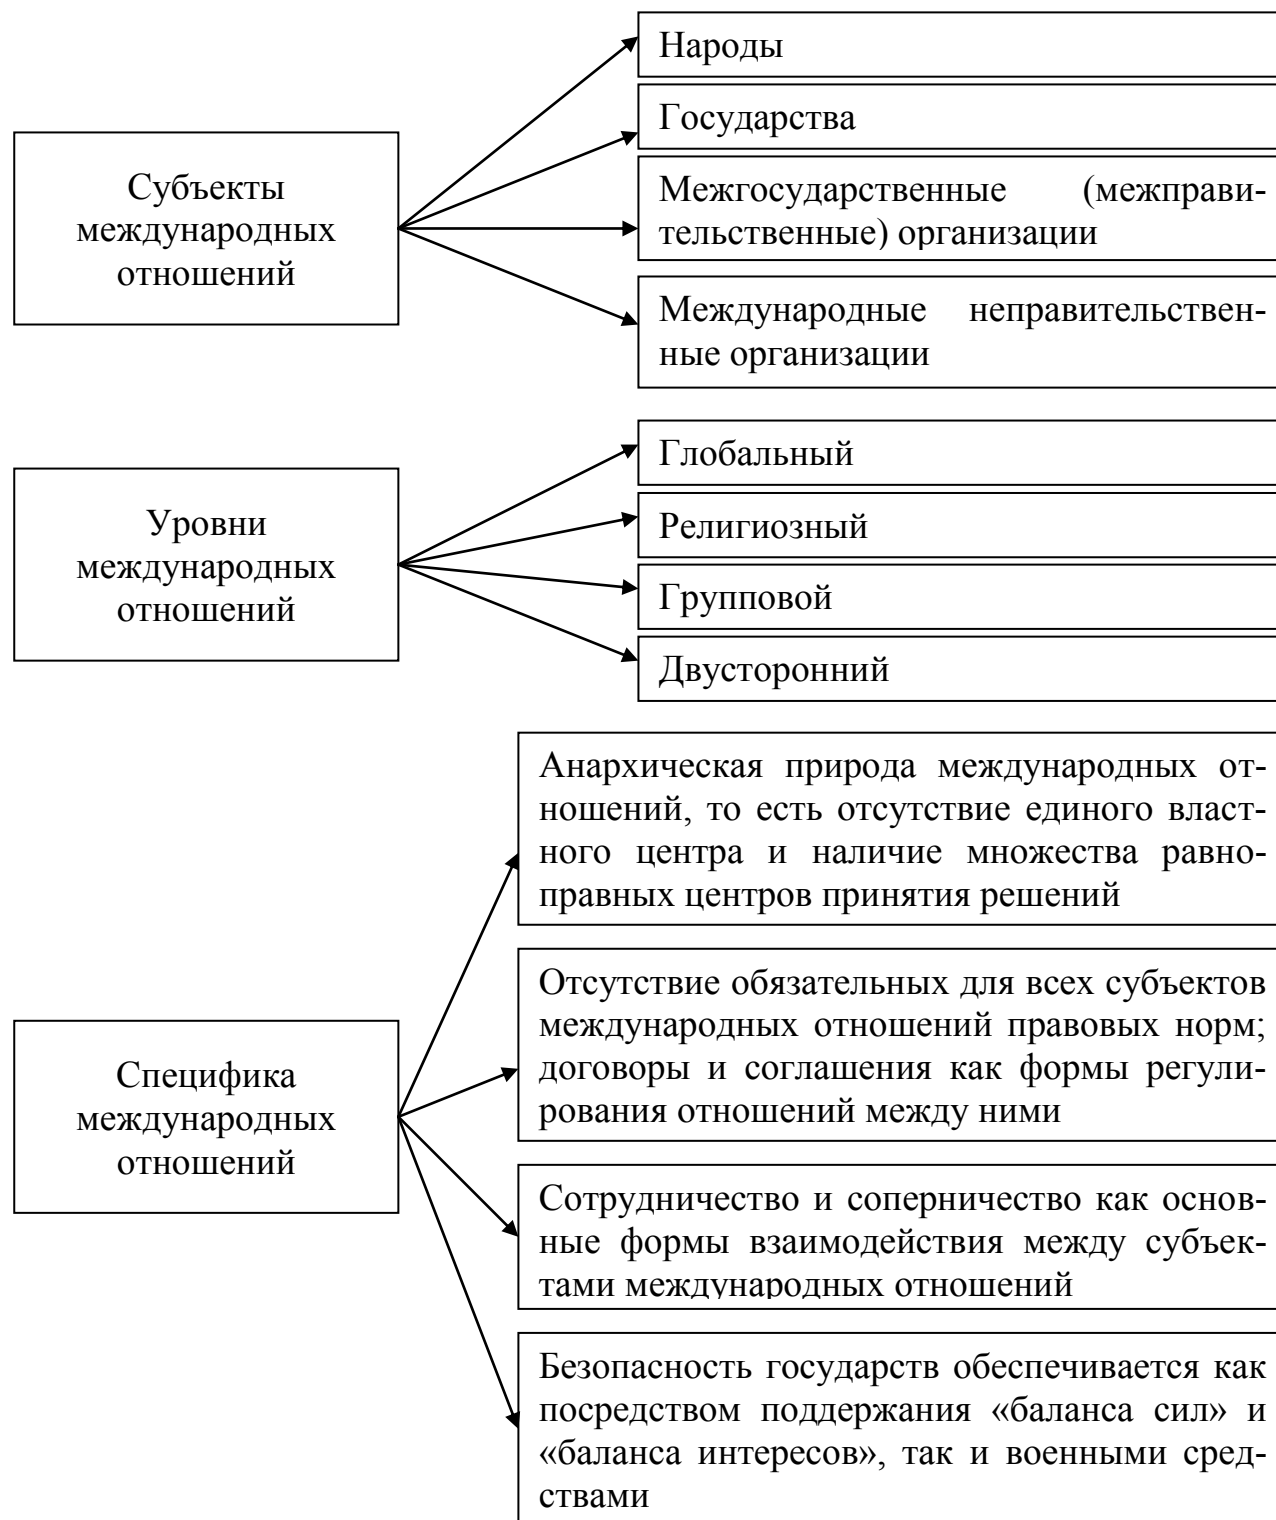 Субъекты
международных
отношений
Народы
Государства
Межгосударственные (межправи-
тельственные) организации
Международные неправительствен-
ные организации
Уровни
международных
отношений
Глобальный
Религиозный
Групповой
Двусторонний
Специфика
международных
отношений
Анархическая природа международных от-
ношений, то есть отсутствие единого власт-
ного центра и наличие множества равно-
правных центров принятия решений
Отсутствие обязательных для всех субъектов
международных отношений правовых норм;
договоры и соглашения как формы регули-
рования отношений между ними
Сотрудничество и соперничество как основ-
ные формы взаимодействия между субъек-
тами международных отношений
Безопасность государств обеспечивается как
посредством поддержания «баланса сил» и
«баланса интересов», так и военными сред-
ствами